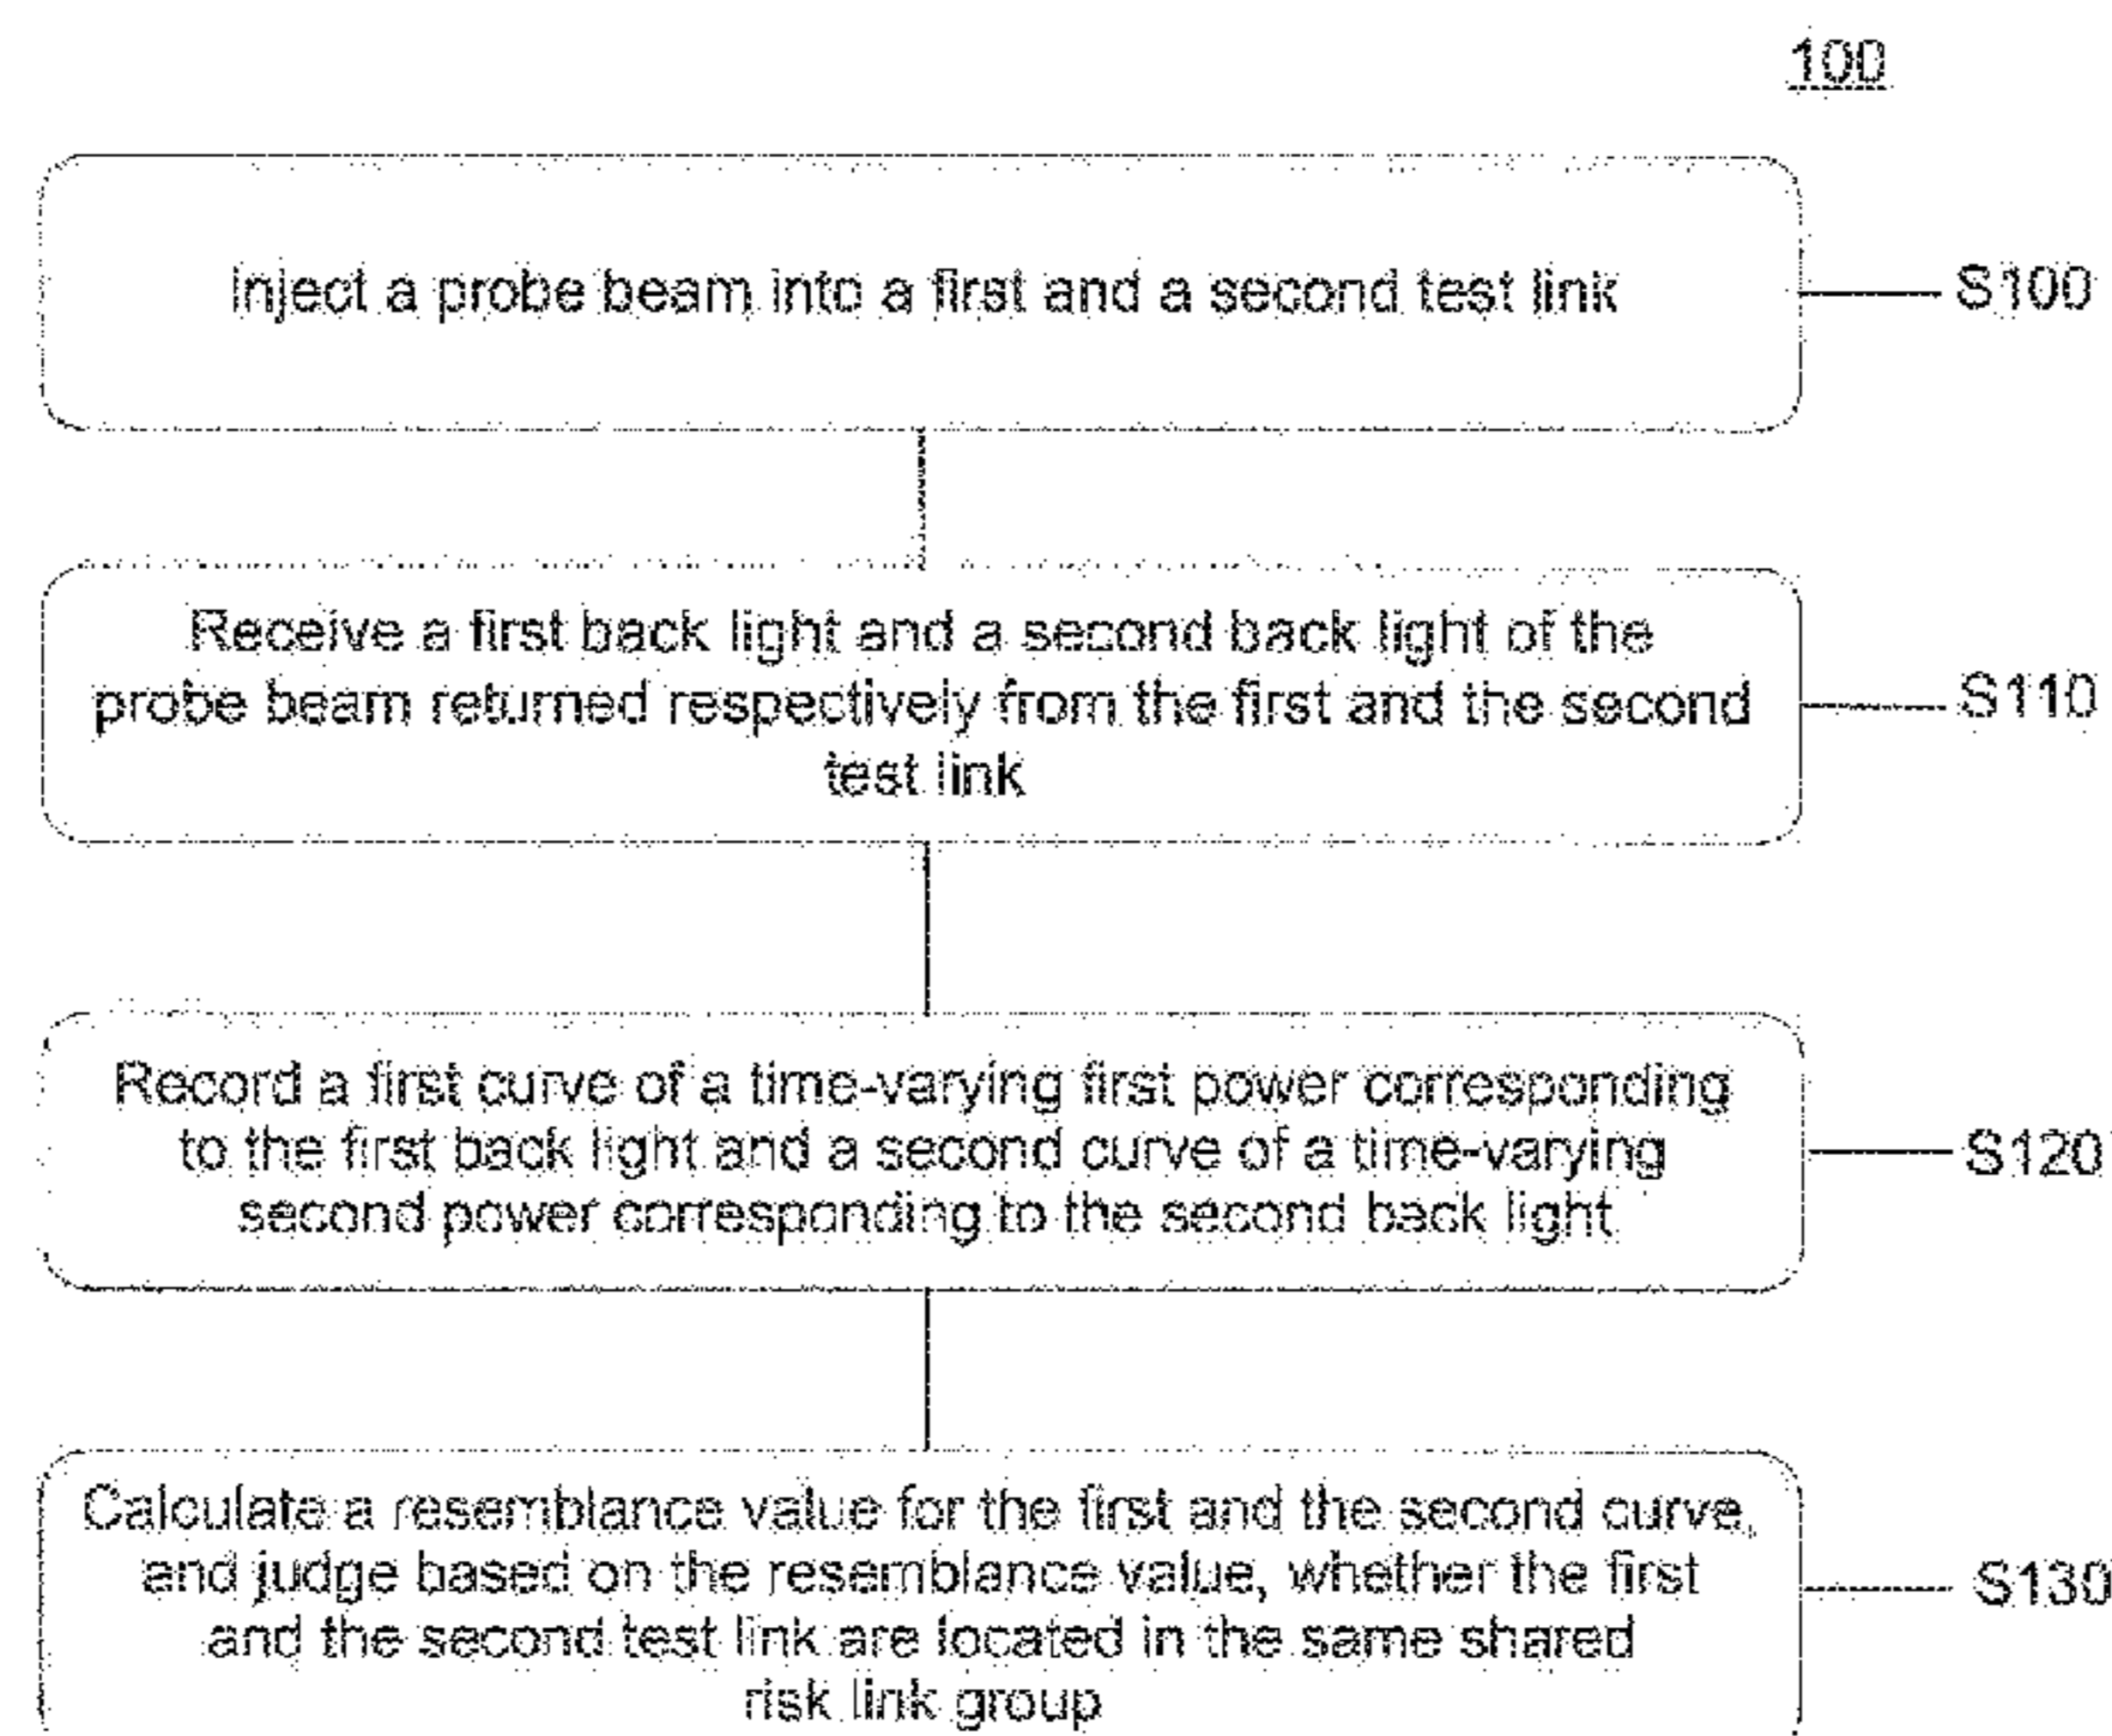 100
Inject a probe beam into a first and a second test link
S100
Receive a first back light and a second back light of the
probe beam returned respectively from the first and the second
test link
S110
Record a first curve of a time-varying first power corresponding
to the first back light and a second curve of a time-varying
second power corresponding to the second back light
S120
Calculate a resemblance value for the first and the second curve,
and judge based on the resemblance value, whether the first
and the second test link are located in the same shared
risk link group
S130